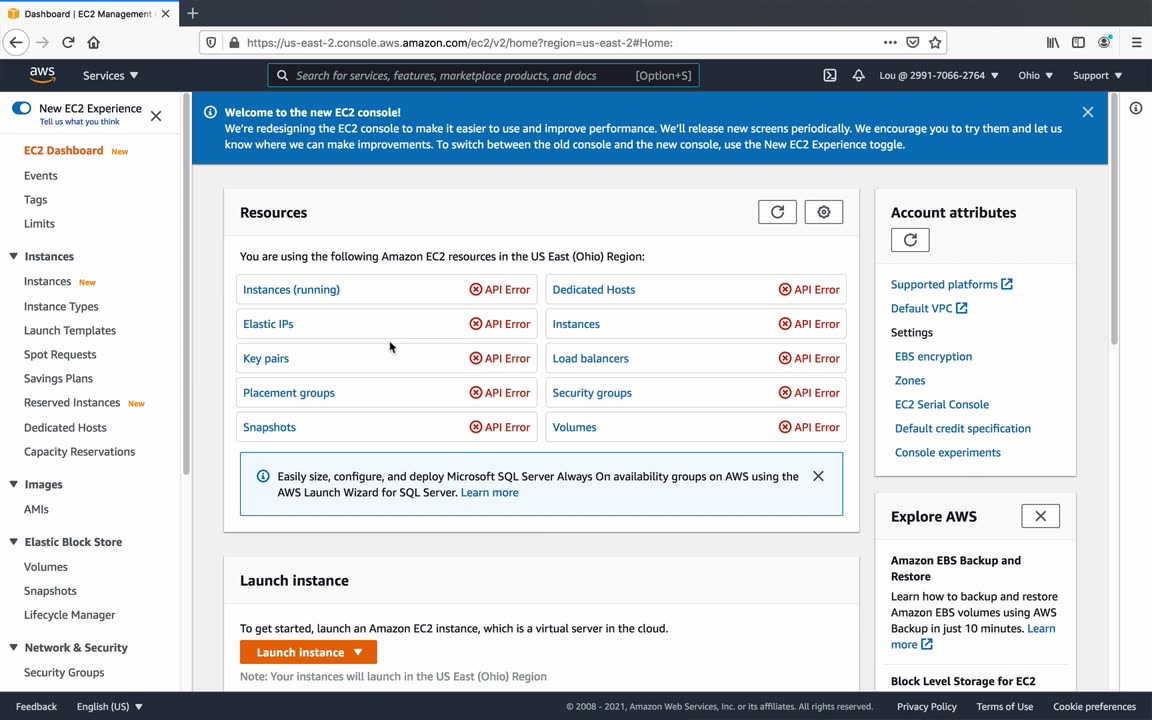 Dashboard | EC2 Management
https://us-east-2.console.aws.amazon.com/ec2/v2/home?region=us-east-2#Home:
aws
Services
Search for services, features, marketplace products, and docs
[Option+S]
Lou @ 2991-7066-2764
Ohio
Support
New EC2 Experience
Tell us what you think
EC2 Dashboard New
Events
Tags
Limits
Instances
Instances New
Instance Types
Launch Templates
Spot Requests
Savings Plans
Reserved Instances New
Dedicated Hosts
Capacity Reservations
Images
AMIs
Elastic Block Store
Volumes
Snapshots
Lifecycle Manager
Network & Security
Security Groups
Welcome to the new EC2 console!
We're redesigning the EC2 console to make it easier to use and improve performance. We'll release new screens periodically. We encourage you to try them and let us
know where we can make improvements. To switch between the old console and the new console, use the New EC2 Experience toggle.
Resources
You are using the following Amazon EC2 resources in the US East (Ohio) Region:
Instances (running) API Error
Dedicated Hosts API Error
Elastic IPs API Error
Instances API Error
Key pairs API Error
Load balancers API Error
Placement groups API Error
Security groups API Error
Snapshots API Error
Volumes API Error
Easily size, configure, and deploy Microsoft SQL Server Always On availability groups on AWS using the
AWS Launch Wizard for SQL Server. Learn more
Launch instance
To get started, launch an Amazon EC2 instance, which is a virtual server in the cloud.
Launch instance
Note: Your instances will launch in the US East (Ohio) Region
Account attributes
Supported platforms
Default VPC
Settings
EBS encryption
Zones
EC2 Serial Console
Default credit specification
Console experiments
Explore AWS
Amazon EBS Backup and
Restore
Learn how to backup and restore
Amazon EBS volumes using AWS
Backup in just 10 minutes. Learn
more
Block Level Storage for EC2
Feedback
English (US)
© 2008 - 2021, Amazon Web Services, Inc. or its affiliates. All rights reserved.
Privacy Policy
Terms of Use
Cookie preferences